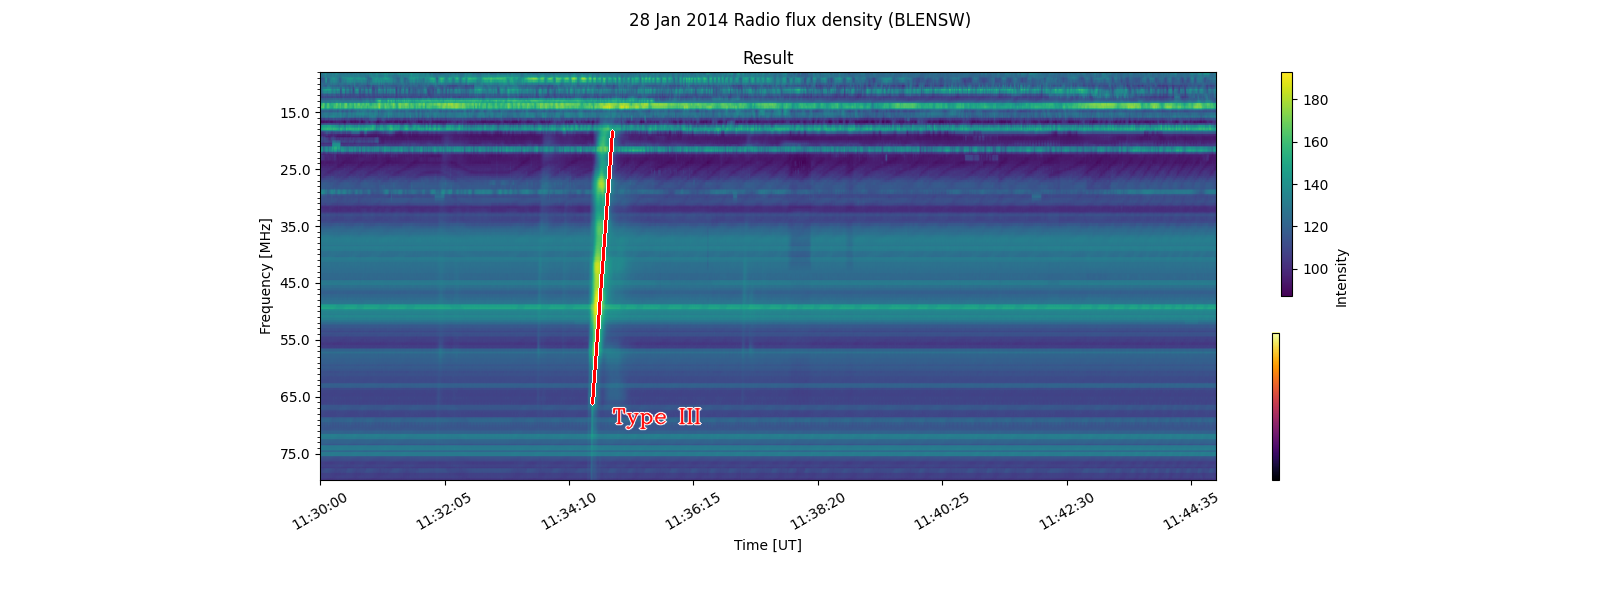 28 Jan 2014 Radio flux density (BLENSW)
Result
Frequency [MHz]
15.0
25.0
35.0
45.0
55.0
65.0
75.0
Type III
11:30:00 11:32:05 11:34:10 11:36:15 11:38:20 11:40:25 11:42:30 11:44:35
Time [UT]
180
160
140
120
100
Intensity